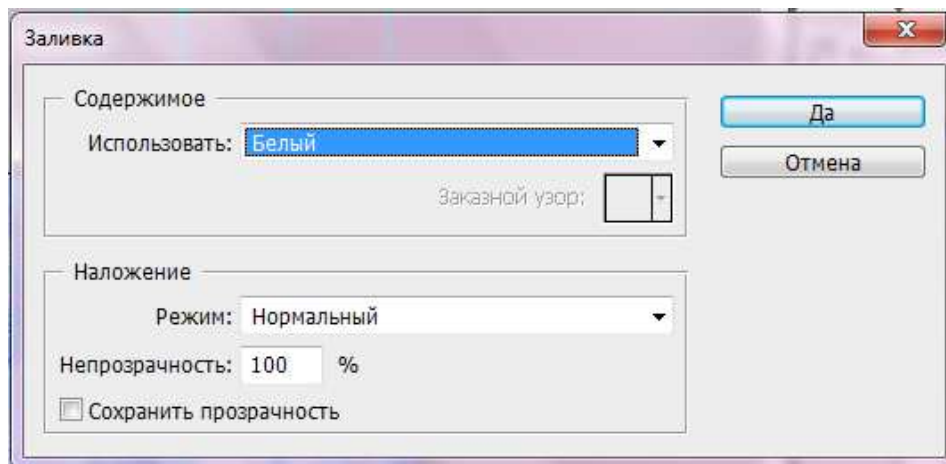 Заливка
Содержимое
Использовать: Белый
Заказной узор:
Да
Отмена
Наложение
Режим: Нормальный
Непрозрачность: 100 %
Сохранить прозрачность